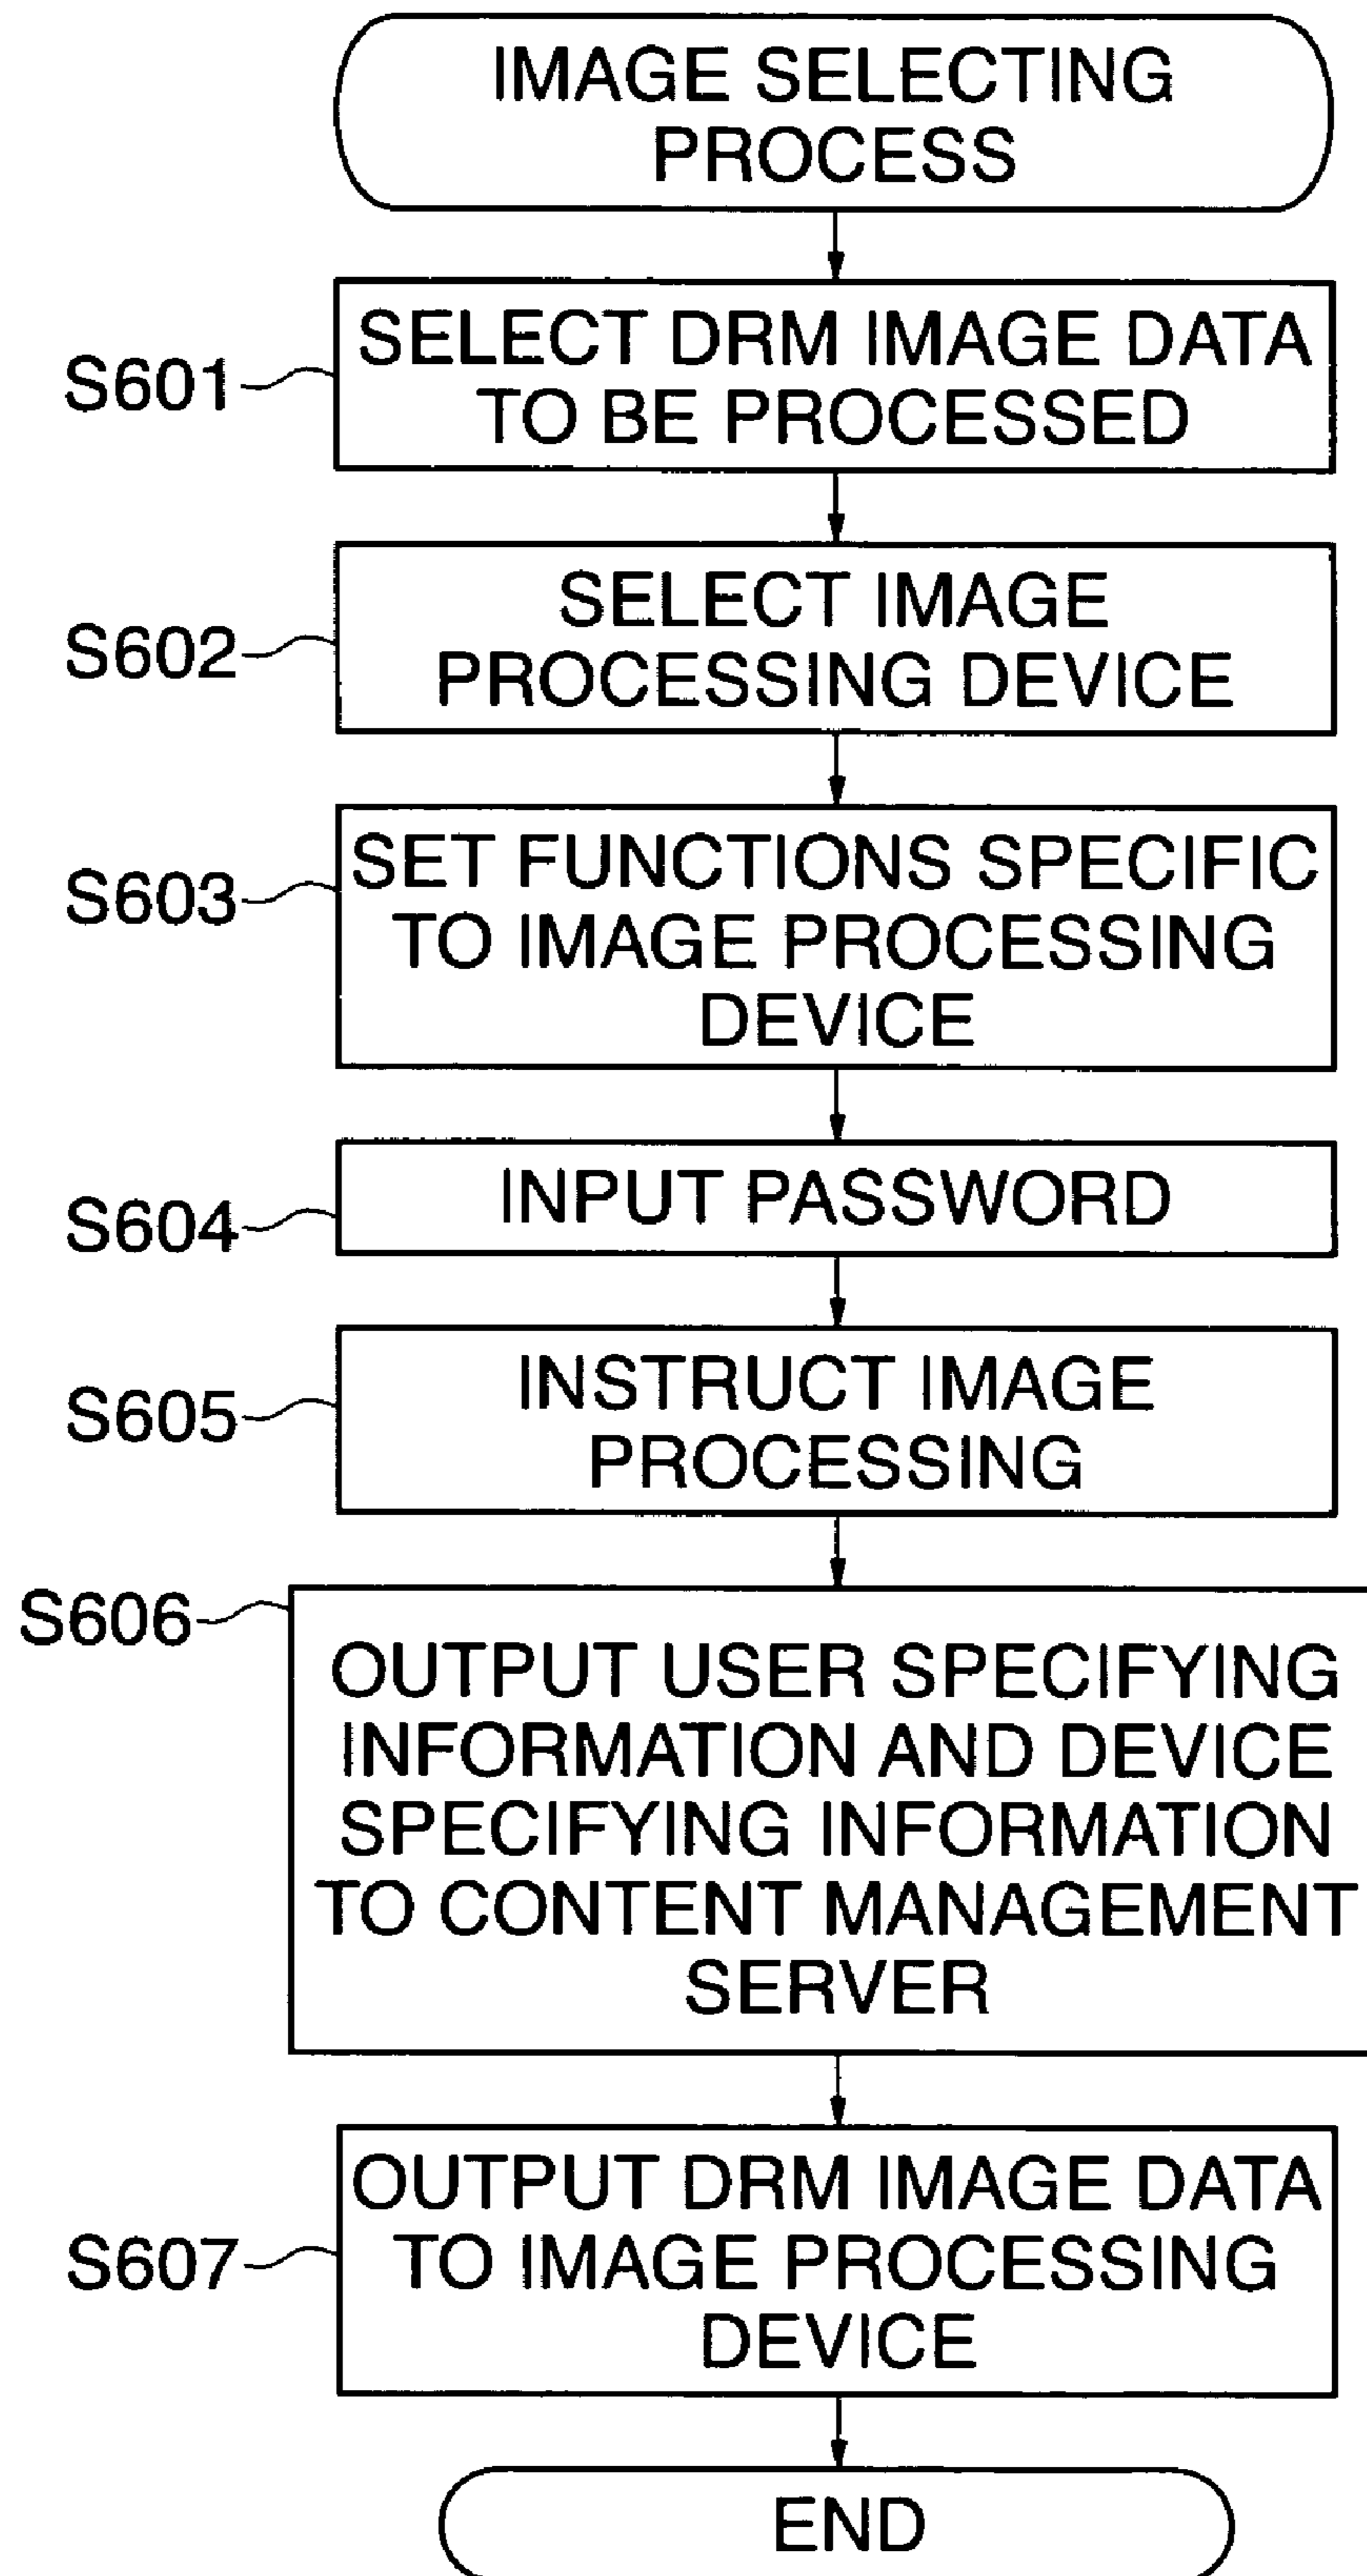 IMAGE SELECTING
PROCESS
S601
SELECT DRM IMAGE DATA
TO BE PROCESSED
S602
SELECT IMAGE
PROCESSING DEVICE
S603
SET FUNCTIONS SPECIFIC
TO IMAGE PROCESSING
DEVICE
S604
INPUT PASSWORD
S605
INSTRUCT IMAGE
PROCESSING
S606
OUTPUT USER SPECIFYING
INFORMATION AND DEVICE
SPECIFYING INFORMATION
TO CONTENT MANAGEMENT
SERVER
S607
OUTPUT DRM IMAGE DATA
TO IMAGE PROCESSING
DEVICE
END